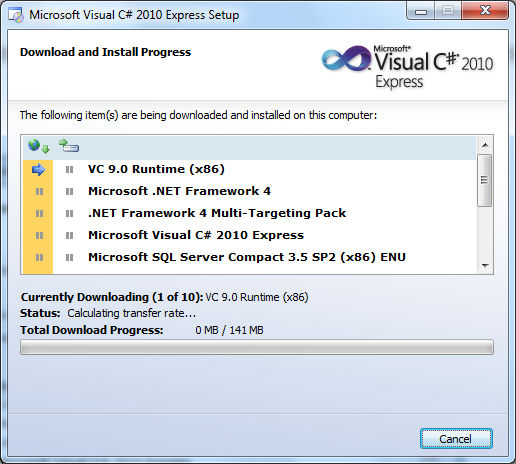 Microsoft Visual C# 2010 Express Setup
Download and Install Progress
Microsoft®
Visual C#® 2010
Express
The following item(s) are being downloaded and installed on this computer:
VC 9.0 Runtime (x86)
Microsoft .NET Framework 4
.NET Framework 4 Multi-Targeting Pack
Microsoft Visual C# 2010 Express
Microsoft SQL Server Compact 3.5 SP2 (x86) ENU
Currently Downloading (1 of 10): VC 9.0 Runtime (x86)
Status: Calculating transfer rate...
Total Download Progress: 0 MB / 141 MB
Cancel